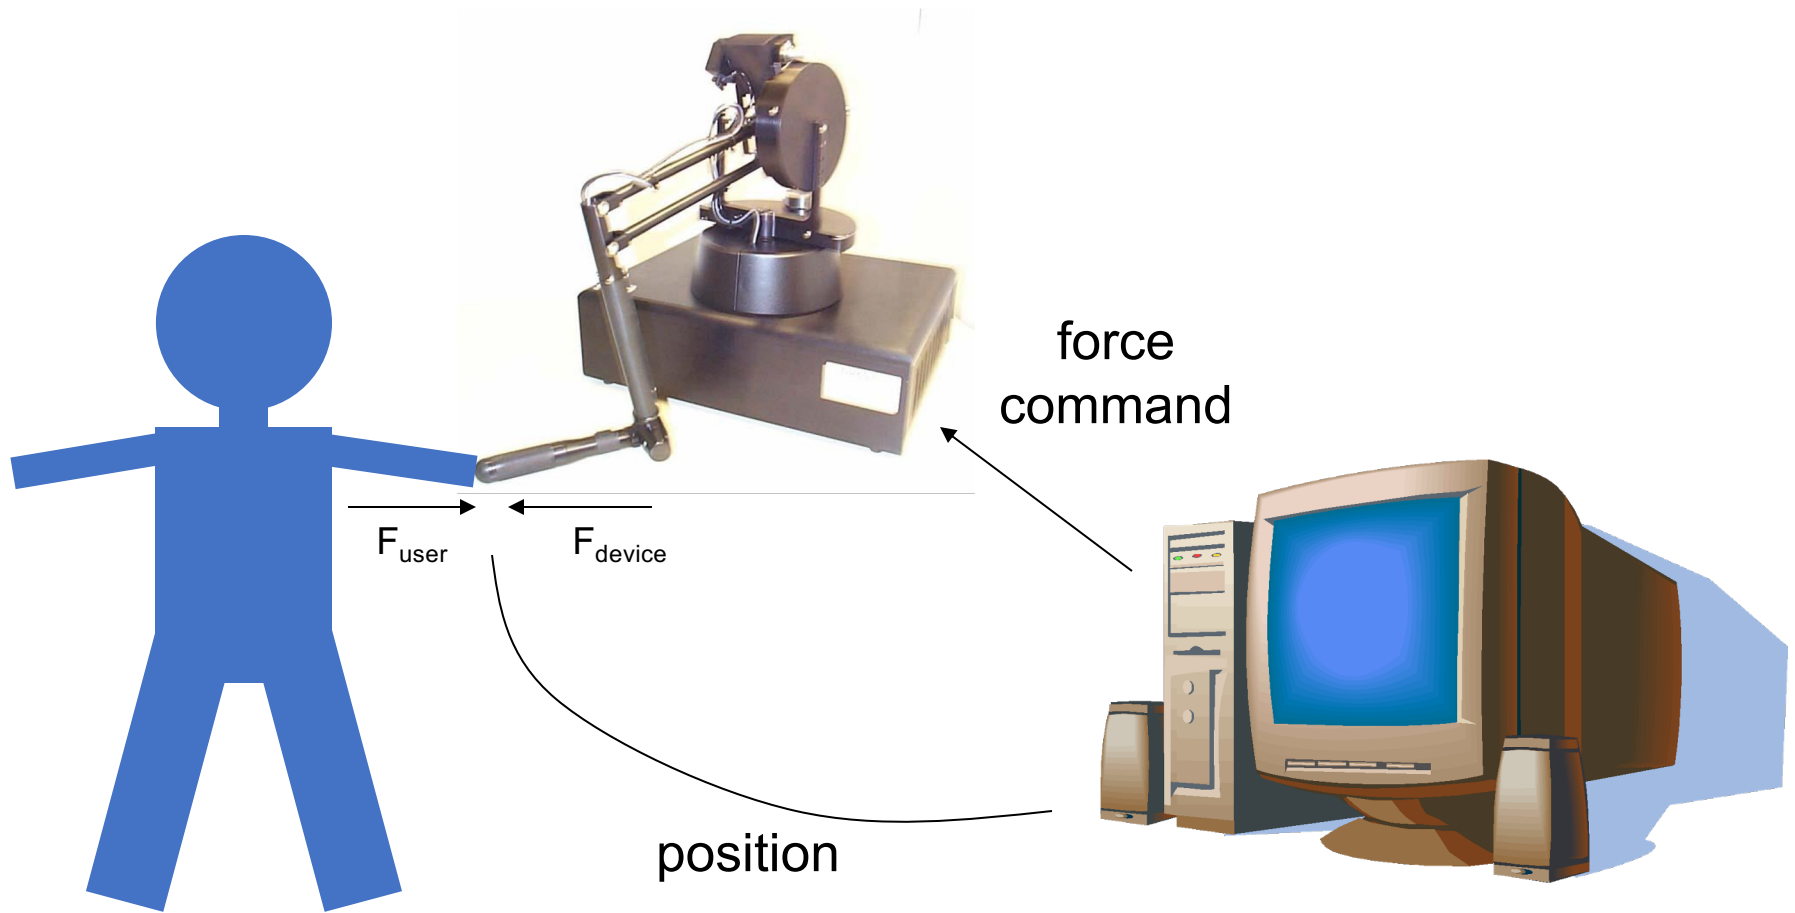 force
command
F_user
F_device
position